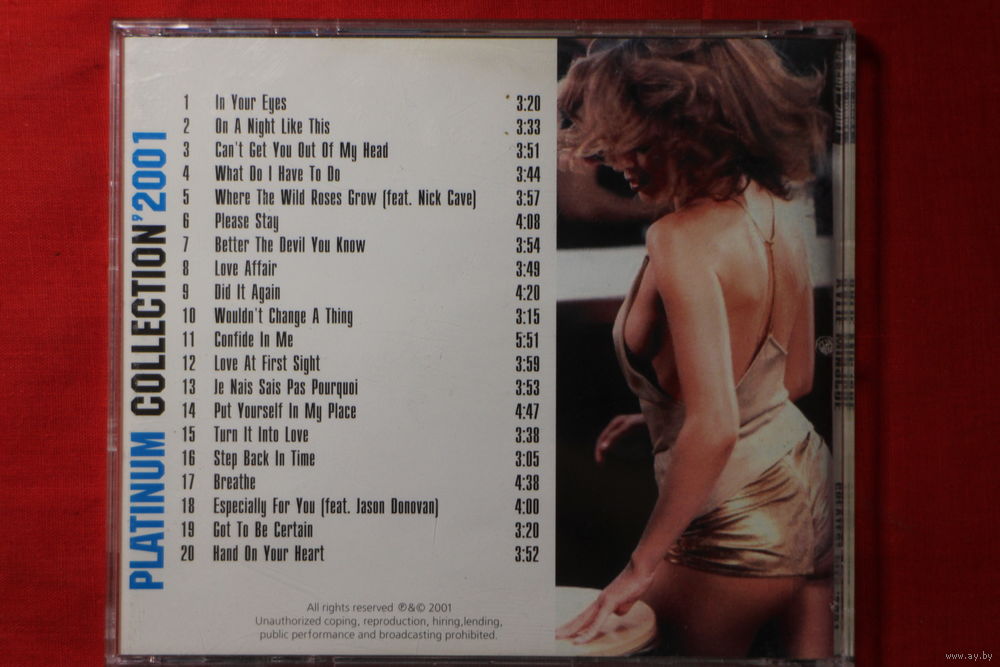 PLATINUM COLLECTION'2001
1 In Your Eyes 3:20
2 On A Night Like This 3:33
3 Can't Get You Out Of My Head 3:51
4 What Do I Have To Do 3:44
5 Where The Wild Roses Grow (feat. Nick Cave) 3:57
6 Please Stay 4:08
7 Better The Devil You Know 3:54
8 Love Affair 3:49
9 Did It Again 4:20
10 Wouldn't Change A Thing 3:15
11 Confide In Me 5:51
12 Love At First Sight 3:59
13 Je Nais Sais Pas Pourquoi 3:53
14 Put Yourself In My Place 4:47
15 Turn It Into Love 3:38
16 Step Back In Time 3:05
17 Breathe 4:38
18 Especially For You (feat. Jason Donovan) 4:00
19 Got To Be Certain 3:20
20 Hand On Your Heart 3:52
All rights reserved ℗&© 2001
Unauthorized coping, reproduction, hiring,lending,
public performance and broadcasting prohibited.
www.ay.by